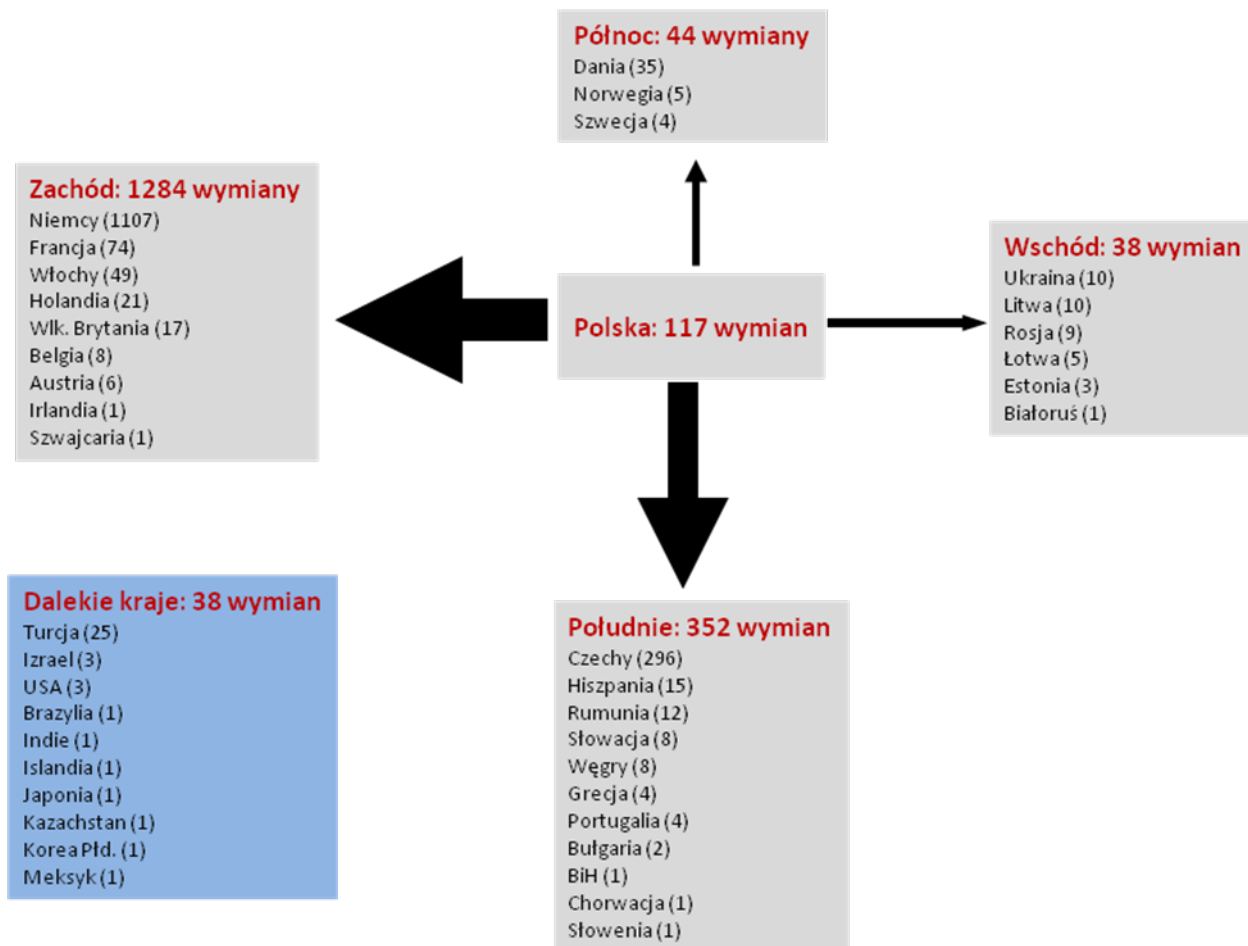 Północ: 44 wymiany
Dania (35)
Norwegia (5)
Szwecja (4)
Zachód: 1284 wymiany
Niemcy (1107)
Francja (74)
Włochy (49)
Holandia (21)
Wlk. Brytania (17)
Belgia (8)
Austria (6)
Irlandia (1)
Szwajcaria (1)
Polska: 117 wymian
Wschód: 38 wymian
Ukraina (10)
Litwa (10)
Rosja (9)
Łotwa (5)
Estonia (3)
Białoruś (1)
Dalekie kraje: 38 wymian
Turcja (25)
Izrael (3)
USA (3)
Brazylia (1)
Indie (1)
Islandia (1)
Japonia (1)
Kazachstan (1)
Korea Płd. (1)
Meksyk (1)
Południe: 352 wymian
Czechy (296)
Hiszpania (15)
Rumunia (12)
Słowacja (8)
Węgry (8)
Grecja (4)
Portugalia (4)
Bułgaria (2)
BiH (1)
Chorwacja (1)
Słowenia (1)